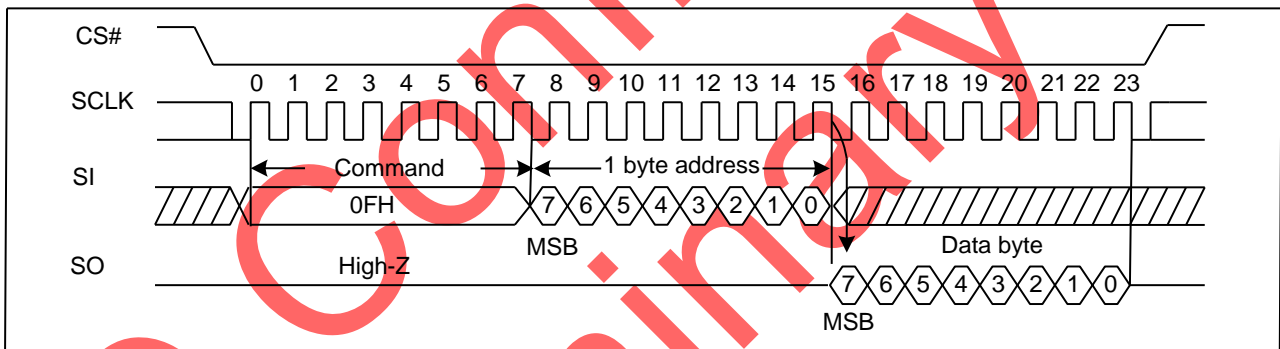 CS#
0 1 2 3 4 5 6 7 8 9 10 11 12 13 14 15 16 17 18 19 20 21 22 23
SCLK
Command 1 byte address
SI
0FH 7 6 5 4 3 2 1 0
MSB Data byte
SO High-Z
7 6 5 4 3 2 1 0
MSB